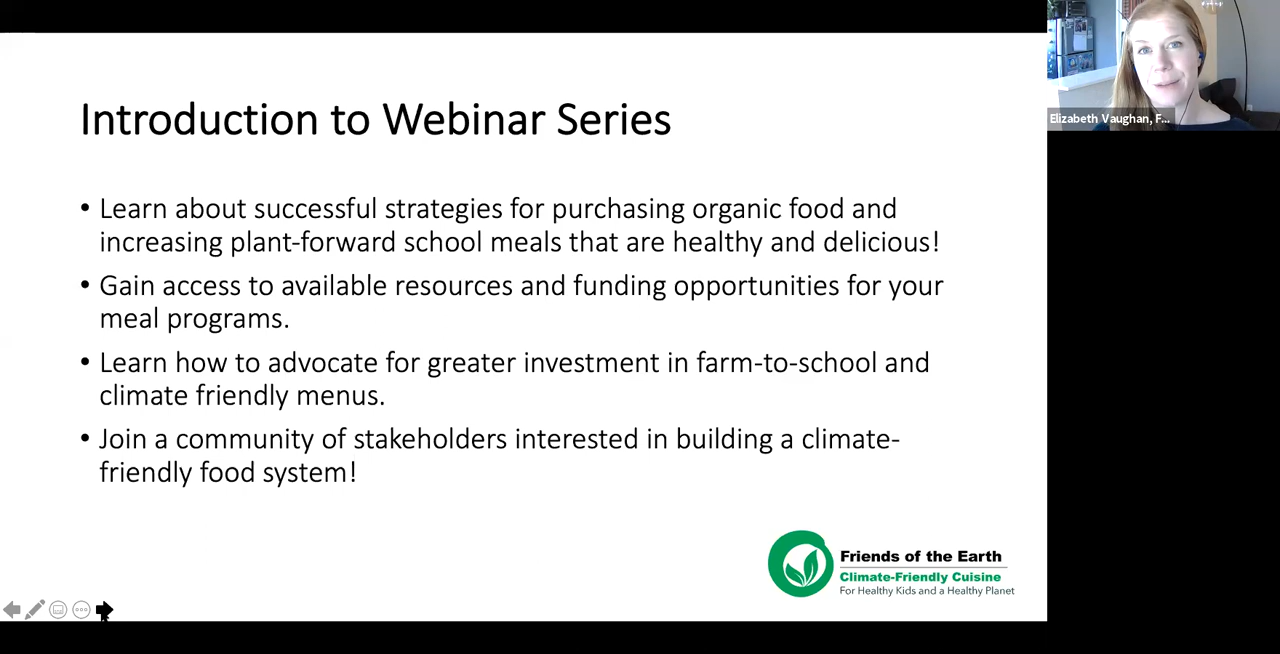 Introduction to Webinar Series
• Learn about successful strategies for purchasing organic food and
increasing plant-forward school meals that are healthy and delicious!
• Gain access to available resources and funding opportunities for your
meal programs.
• Learn how to advocate for greater investment in farm-to-school and
climate friendly menus.
• Join a community of stakeholders interested in building a climate-
friendly food system!
Friends of the Earth
Climate-Friendly Cuisine
For Healthy Kids and a Healthy Planet
Elizabeth Vaughan, F...